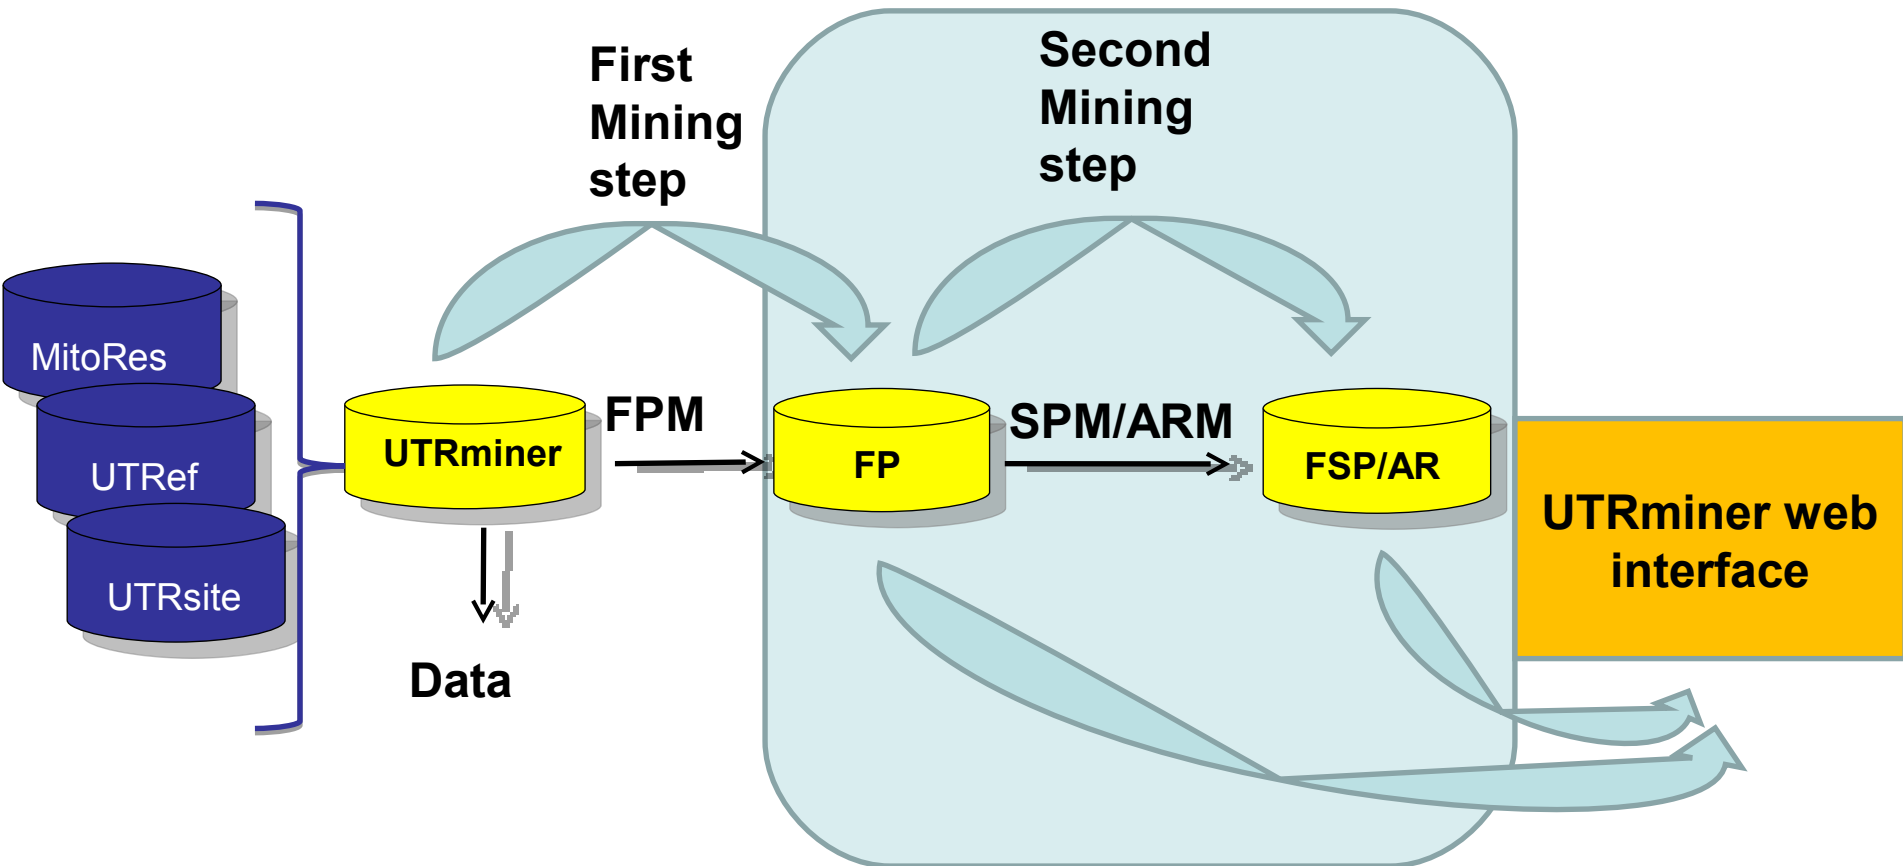 First
Mining
step
Second
Mining
step
MitoRes
UTRef
UTRsite
UTRminer
FPM
FP
SPM/ARM
FSP/AR
UTRminer web
interface
Data